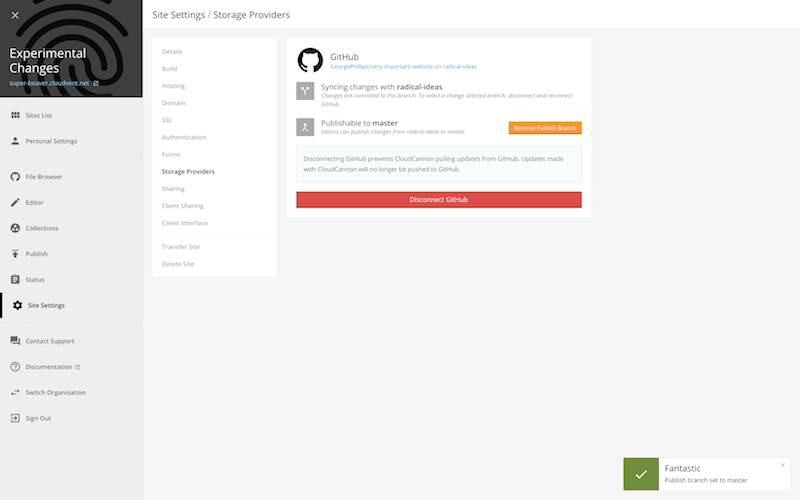 Experimental
Changes
super-beaver.cloudvent.net
Sites List
Personal Settings
File Browser
Editor
Collections
Publish
Status
Site Settings
Contact Support
Documentation
Switch Organisation
Sign Out
Site Settings / Storage Providers
Details
Build
Hosting
Domain
SSL
Authentication
Forms
Storage Providers
Sharing
Client Sharing
Client Interface
Transfer Site
Delete Site
GitHub
GeorgePhillips/very-important-website on radical-ideas
Syncing changes with radical-ideas
Changes are commited to this branch. To select a change selected branch, disconnect and reconnect
GitHub.
Publishable to master
Editors can publish changes from radical-ideas to master
Remove Publish Branch
Disconnecting GitHub prevents CloudCannon pulling updates from GitHub. Updates made
with CloudCannon will no longer be pushed to GitHub.
Disconnect GitHub
Fantastic
Publish branch set to master